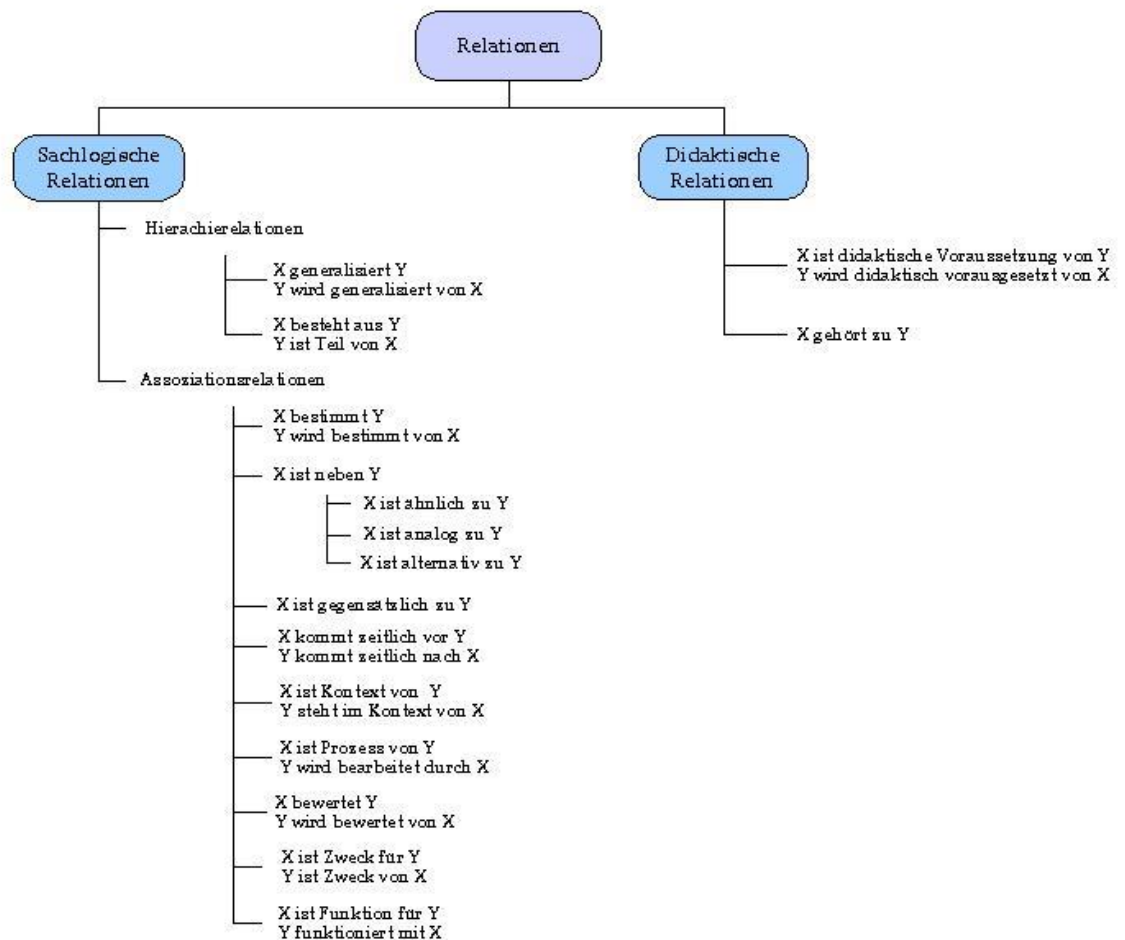 Relationen
Sachlogische
Relationen
Hierachierelationen
X generalisiert Y
Y wird generalisiert von X
X besteht aus Y
Y ist Teil von X
Assoziationsrelationen
X bestimmt Y
Y wird bestimmt von X
X ist neben Y
X ist ähnlich zu Y
X ist analog zu Y
X ist alternativ zu Y
X ist gegensätzlich zu Y
X kommt zeitlich vor Y
Y kommt zeitlich nach X
X ist Kontext von Y
Y steht im Kontext von X
X ist Prozess von Y
Y wird bearbeitet durch X
X bewertet Y
Y wird bewertet von X
X ist Zweck für Y
Y ist Zweck von X
X ist Funktion für Y
Y funktioniert mit X
Didaktische
Relationen
X ist didaktische Voraussetzung von Y
Y wird didaktisch vorausgesetzt von X
X gehört zu Y